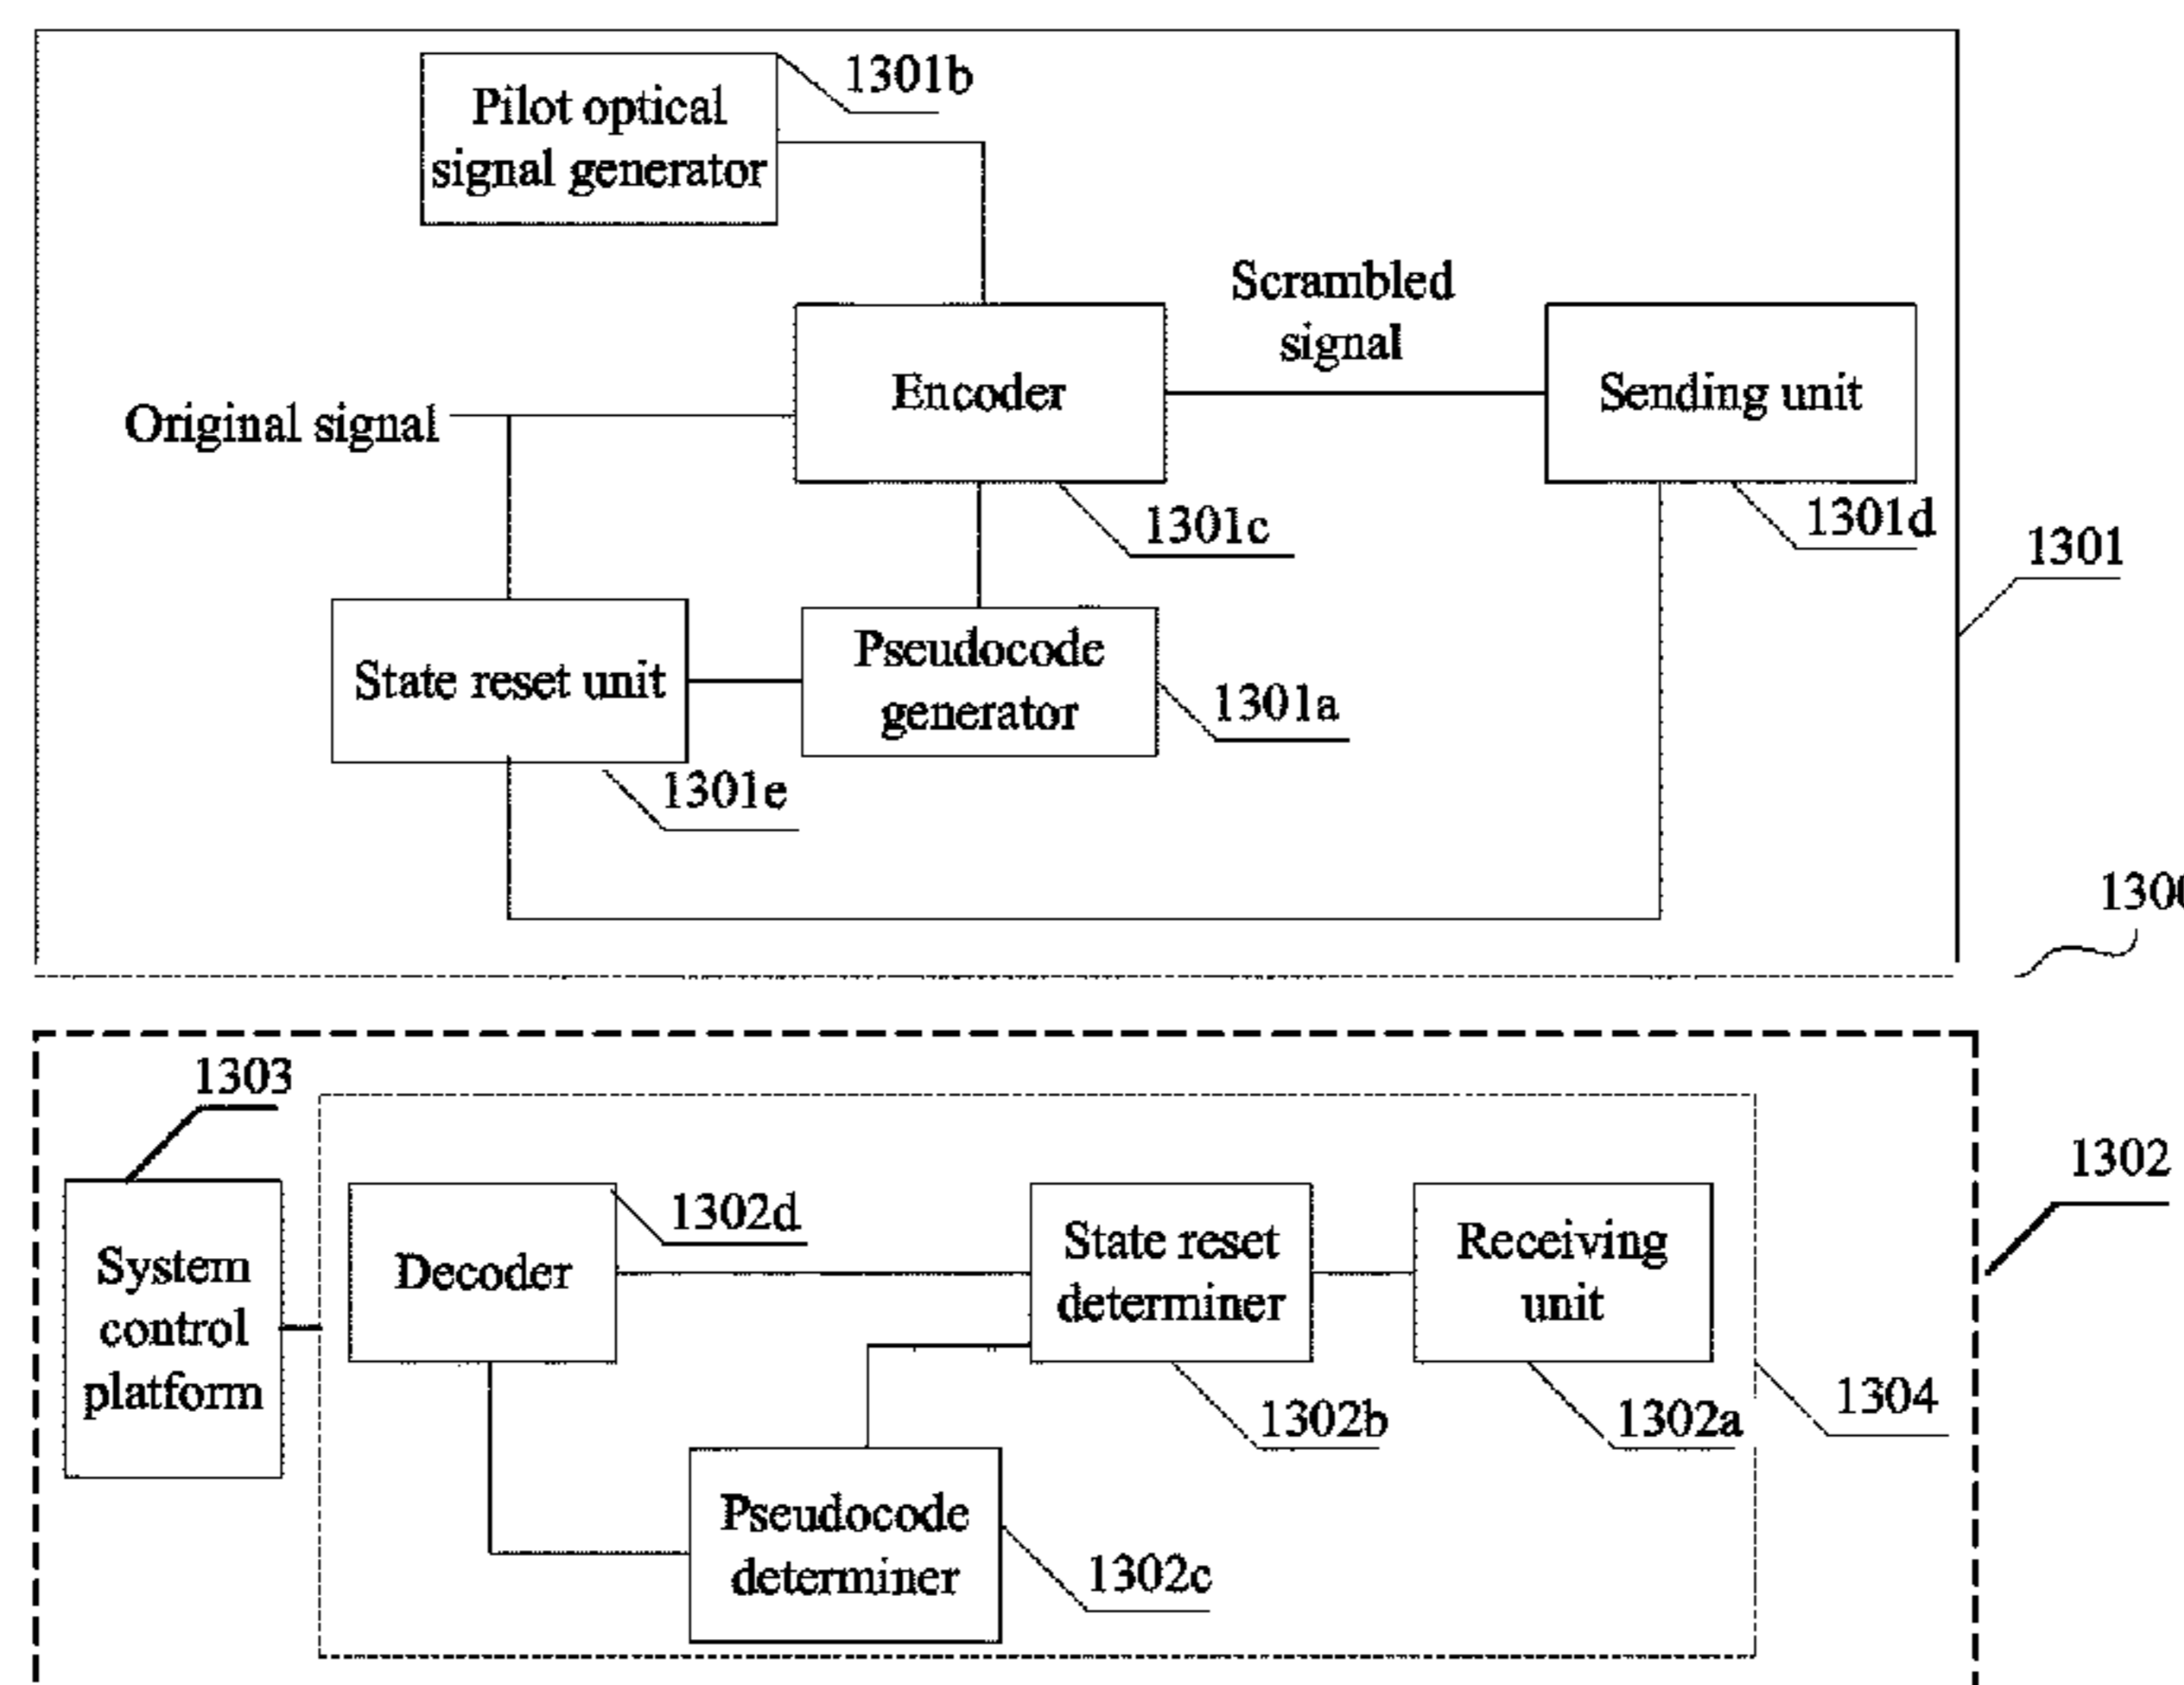 1301b
Pilot optical
signal generator
Scrambled
signal
Encoder
Sending unit
Original signal
1301c
1301d
1301
Pseudocode
generator
State reset unit
1301a
1301e
1300
1303
1302
1302d
System
control
platform
Decoder
State reset
determiner
Receiving
unit
1304
1302b
1302a
Pseudocode
determiner
1302c